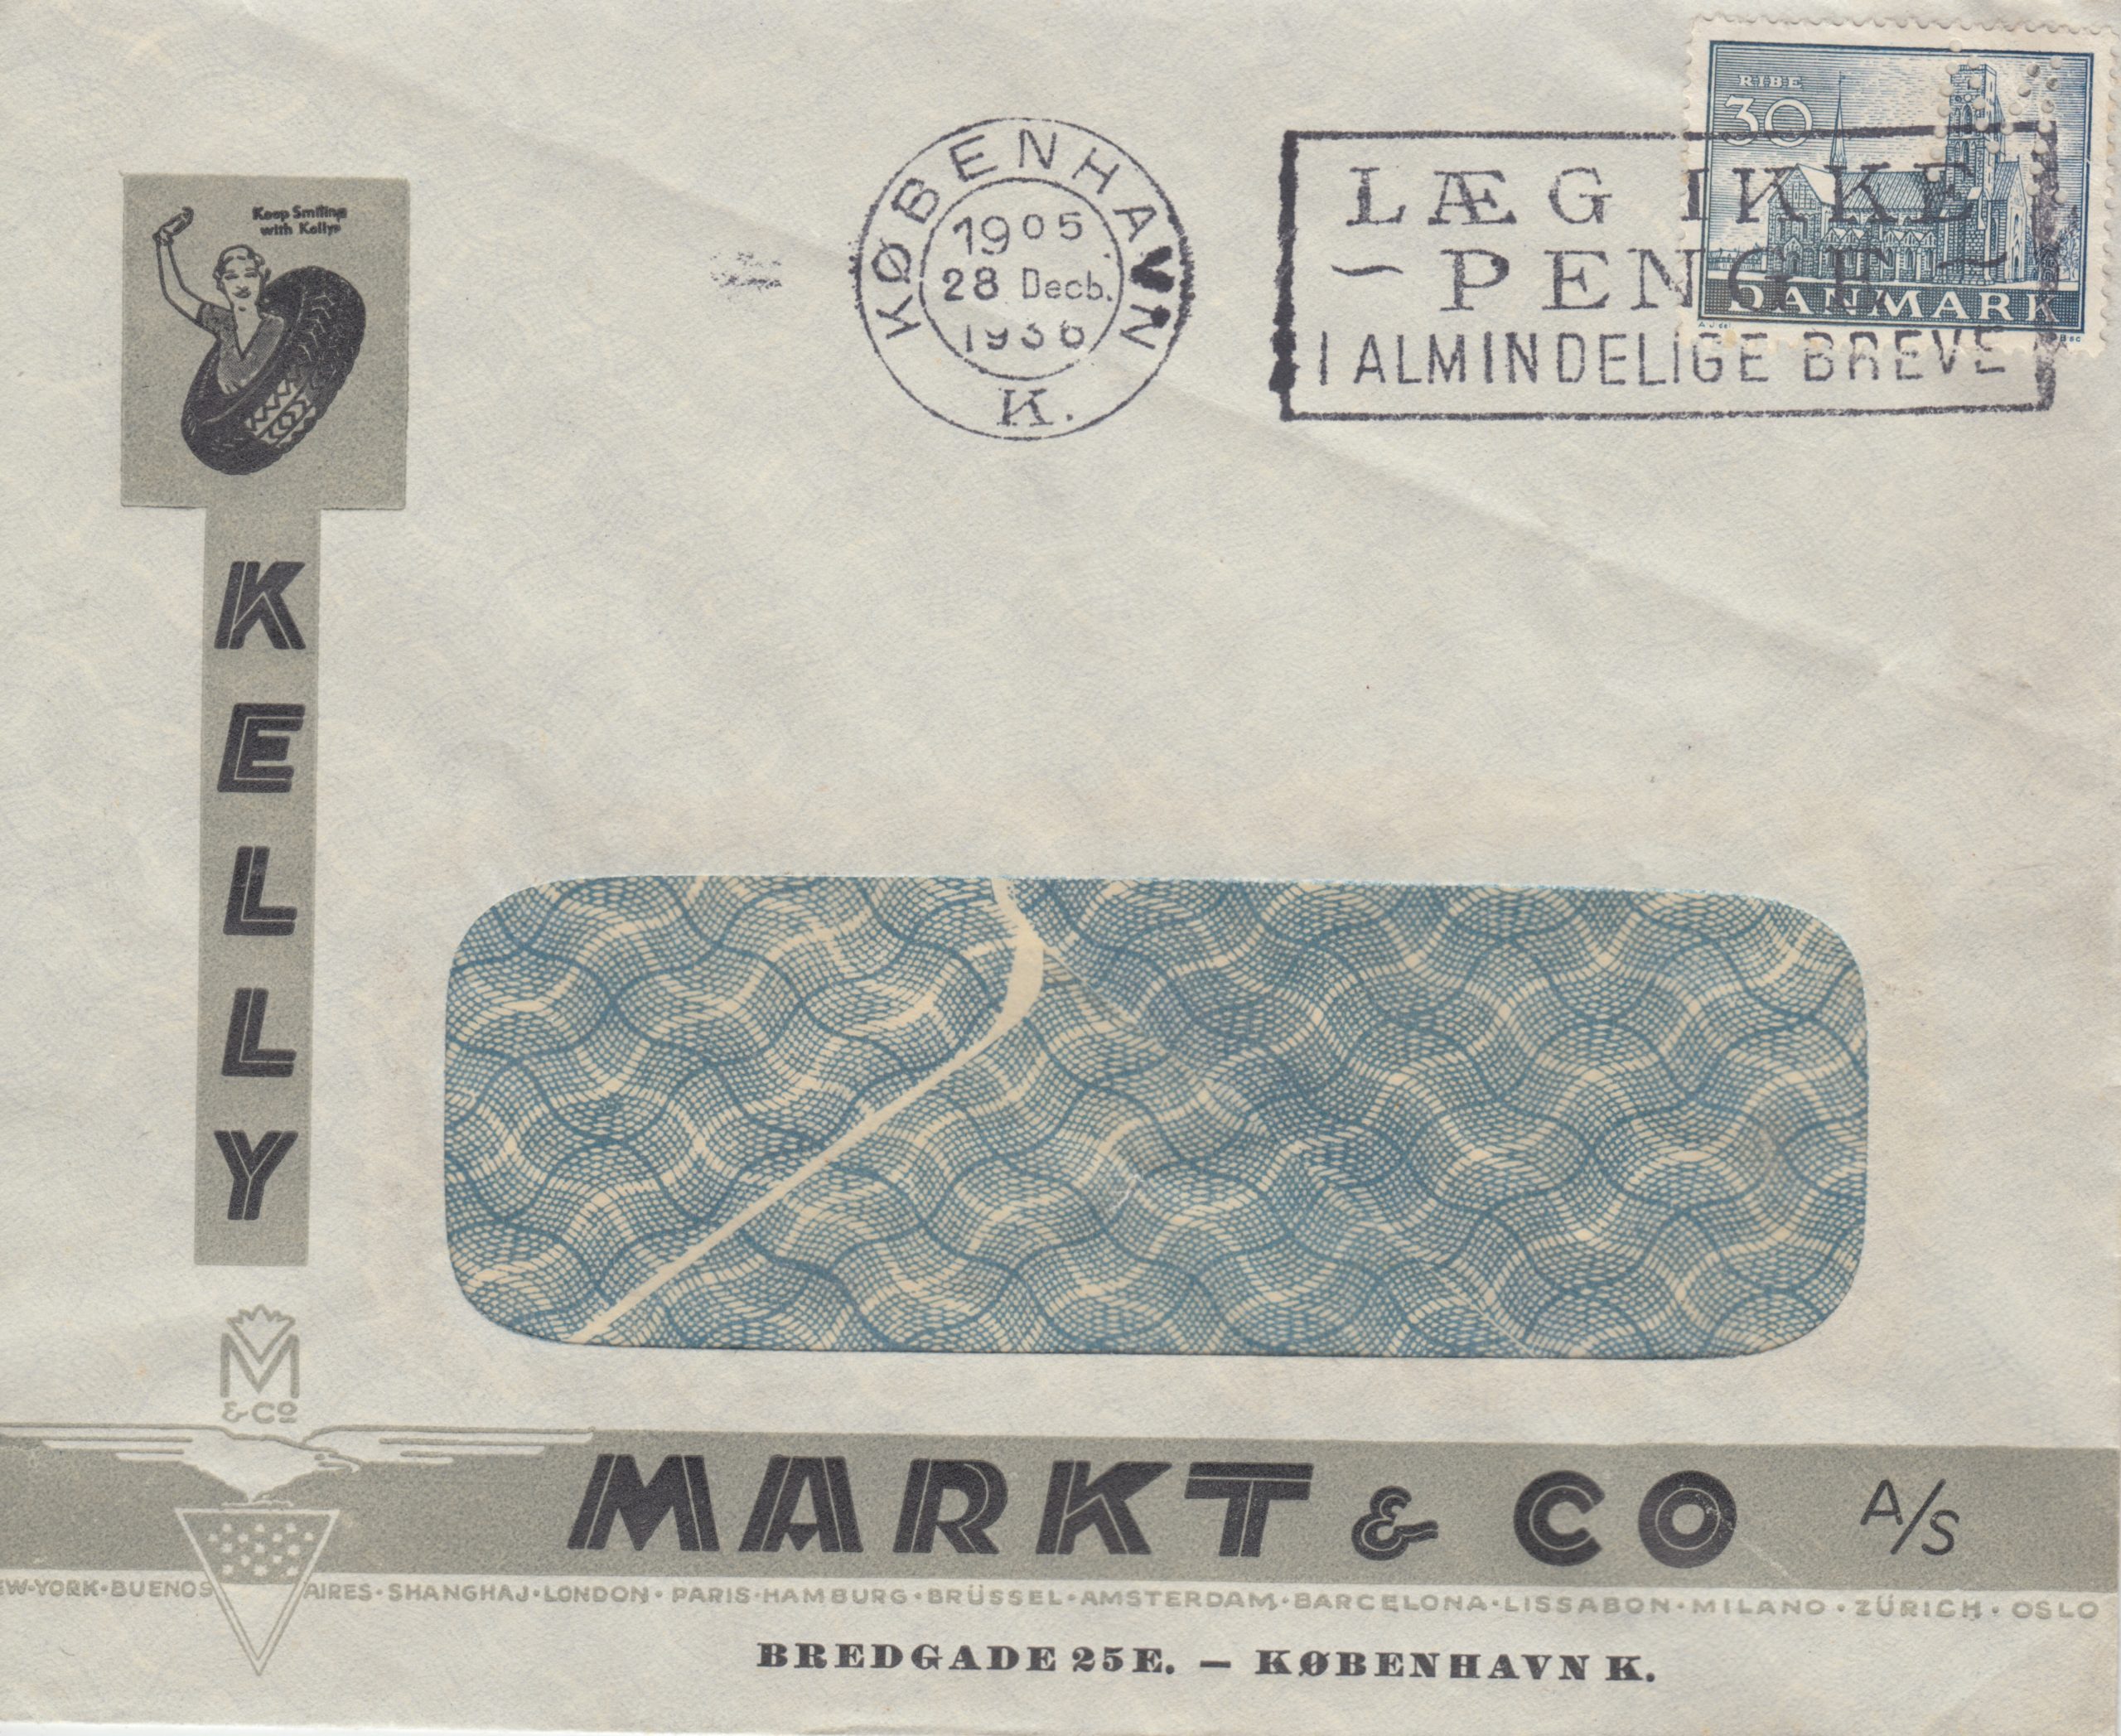 RIBE
30
DANMARK
KØBENHAVN
1905
28 Decb.
1936
K.
LÆG IKKE
~ PENGE ~
I ALMINDELIGE BREVE
Keep Smiling
with Kellys
KELLY
M
& Co
MARKT & CO A/S
EW-YORK·BUENOS AIRES·SHANGHAJ·LONDON·PARIS·HAMBURG·BRÜSSEL·AMSTERDAM·BARCELONA·LISSABON·MILANO·ZÜRICH·OSLO
BREDGADE 25E. — KØBENHAVN K.